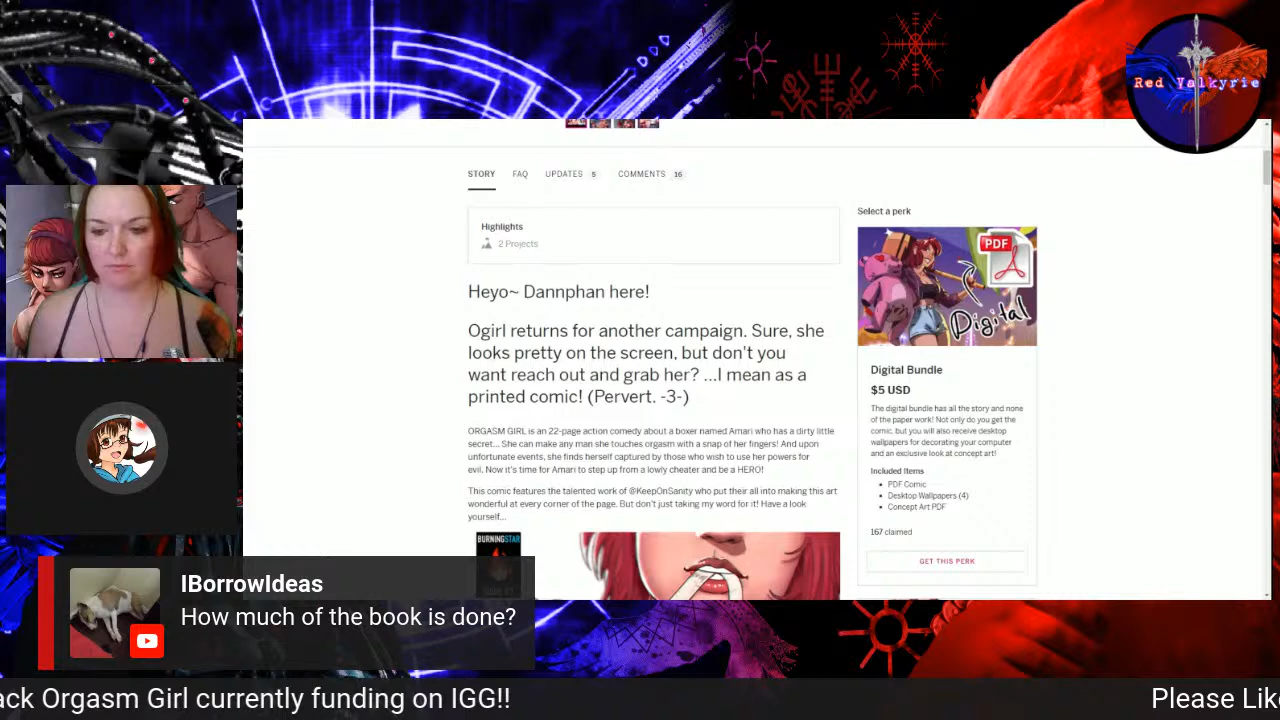 Red Valkyrie
STORY FAQ UPDATES 5 COMMENTS 16
Highlights
2 Projects
Heyo~ Dannphan here!
Ogirl returns for another campaign. Sure, she
looks pretty on the screen, but don't you
want reach out and grab her? ...I mean as a
printed comic! (Pervert. -3-)
ORGASM GIRL is an 22-page action comedy about a boxer named Amari who has a dirty little
secret... She can make any man she touches orgasm with a snap of her fingers! And upon
unfortunate events, she finds herself captured by those who wish to use her powers for
evil. Now it's time for Amari to step up from a lowly cheater and be a HERO!
This comic features the talented work of @KeepOnSanity who put their all into making this art
wonderful at every corner of the page. But don't just taking my word for it! Have a look
yourself...
BURNINGSTAR
Select a perk
PDF
Digital
Digital Bundle
$5 USD
The digital bundle has all the story and none
of the paper work! Not only do you get the
comic, but you will also receive desktop
wallpapers for decorating your computer
and an exclusive look at concept art!
Included Items
PDF Comic
Desktop Wallpapers (4)
Concept Art PDF
167 claimed
GET THIS PERK
IBorrowIdeas
How much of the book is done?
ack Orgasm Girl currently funding on IGG!! Please Like